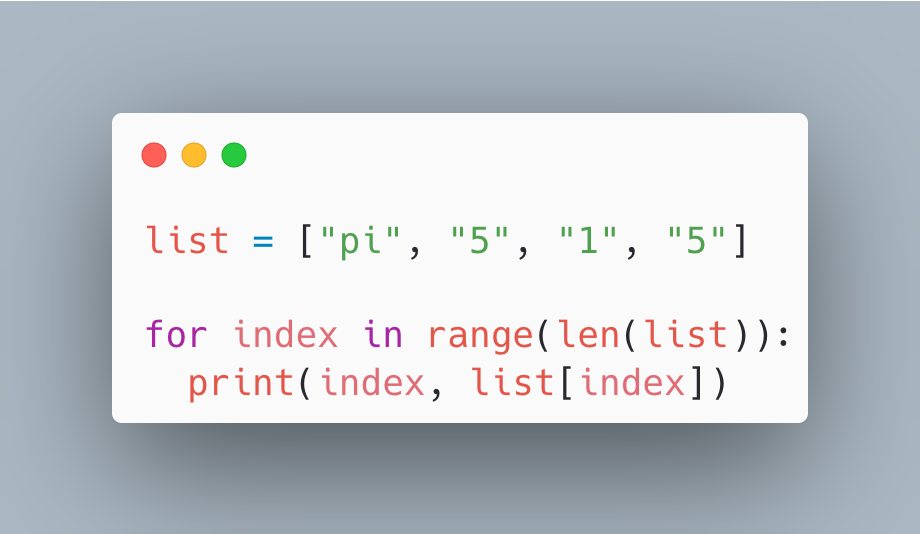 list = ["pi", "5", "1", "5"]
for index in range(len(list)):
  print(index, list[index])